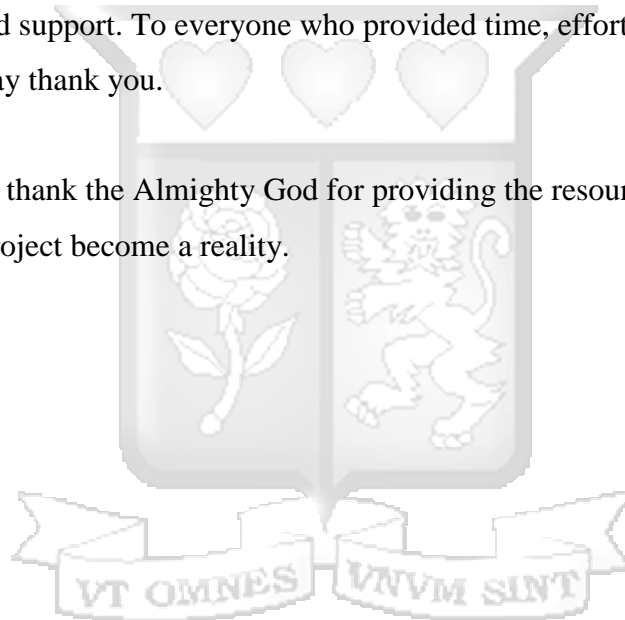 d support. To everyone who provided time, effort
ay thank you.
thank the Almighty God for providing the resour
roject become a reality.
VT OMNES VNVM SINT